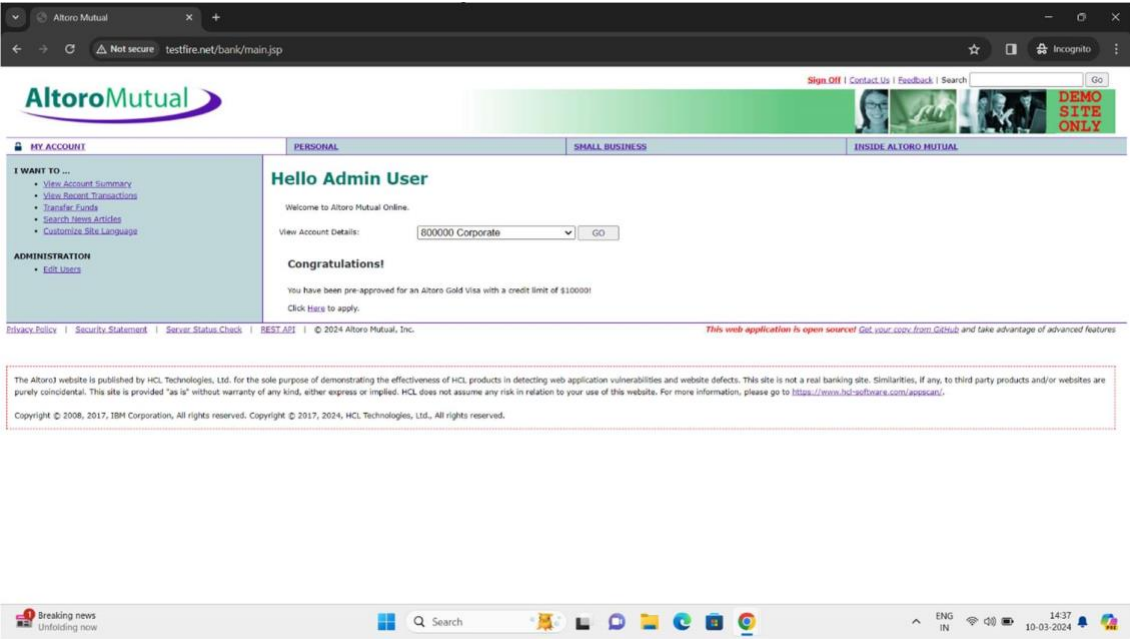 Altoro Mutual
Not secure testfire.net/bank/main.jsp
Incognito
Sign Off | Contact Us | Feedback | Search
Go
AltoroMutual
DEMO
SITE
ONLY
MY ACCOUNT
PERSONAL
SMALL BUSINESS
INSIDE ALTORO MUTUAL
I WANT TO ...
View Account Summary
View Recent Transactions
Transfer Funds
Search News Articles
Customize Site Language
ADMINISTRATION
Edit Users
Hello Admin User
Welcome to Altoro Mutual Online.
View Account Details:
800000 Corporate
GO
Congratulations!
You have been pre-approved for an Altoro Gold Visa with a credit limit of $10000!
Click Here to apply.
Privacy Policy | Security Statement | Server Status Check | REST API | © 2024 Altoro Mutual, Inc.
This web application is open source! Get your copy from GitHub and take advantage of advanced features
The AltoroJ website is published by HCL Technologies, Ltd. for the sole purpose of demonstrating the effectiveness of HCL products in detecting web application vulnerabilities and website defects. This site is not a real banking site. Similarities, if any, to third party products and/or websites are
purely coincidental. This site is provided "as is" without warranty of any kind, either express or implied. HCL does not assume any risk in relation to your use of this website. For more information, please go to https://www.hcl-software.com/appscan/.
Copyright © 2008, 2017, IBM Corporation, All rights reserved. Copyright © 2017, 2024, HCL Technologies, Ltd., All rights reserved.
1
Breaking news
Unfolding now
Search
ENG
IN
14:37
10-03-2024